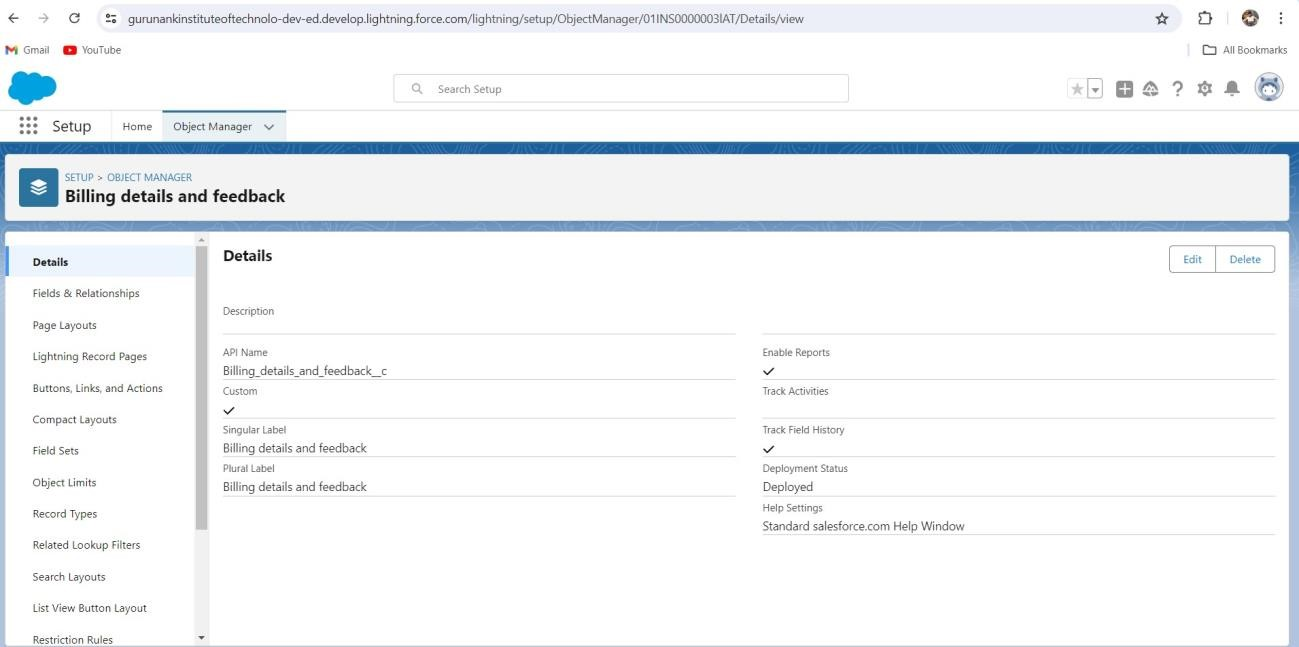 gurunankinstituteoftechnolo-dev-ed.develop.lightning.force.com/lightning/setup/ObjectManager/01INS0000003lAT/Details/view
Gmail YouTube All Bookmarks
Search Setup
Setup Home Object Manager
SETUP > OBJECT MANAGER
Billing details and feedback
Details
Fields & Relationships
Page Layouts
Lightning Record Pages
Buttons, Links, and Actions
Compact Layouts
Field Sets
Object Limits
Record Types
Related Lookup Filters
Search Layouts
List View Button Layout
Restriction Rules
Details
Edit Delete
Description
API Name
Billing_details_and_feedback__c
Custom
Singular Label
Billing details and feedback
Plural Label
Billing details and feedback
Enable Reports
Track Activities
Track Field History
Deployment Status
Deployed
Help Settings
Standard salesforce.com Help Window